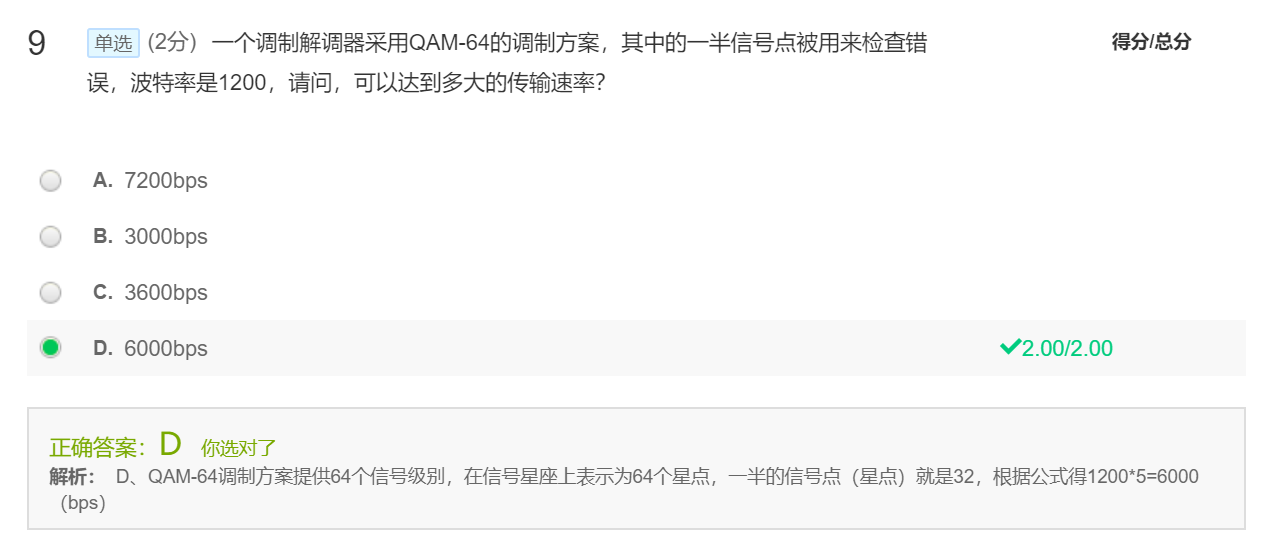 9 单选 (2分) 一个调制解调器采用QAM-64的调制方案，其中的一半信号点被用来检查错 得分/总分
误，波特率是1200，请问，可以达到多大的传输速率？
A. 7200bps
B. 3000bps
C. 3600bps
D. 6000bps ✔2.00/2.00
正确答案：D 你选对了
解析： D、QAM-64调制方案提供64个信号级别，在信号星座上表示为64个星点，一半的信号点（星点）就是32，根据公式得1200*5=6000
（bps）